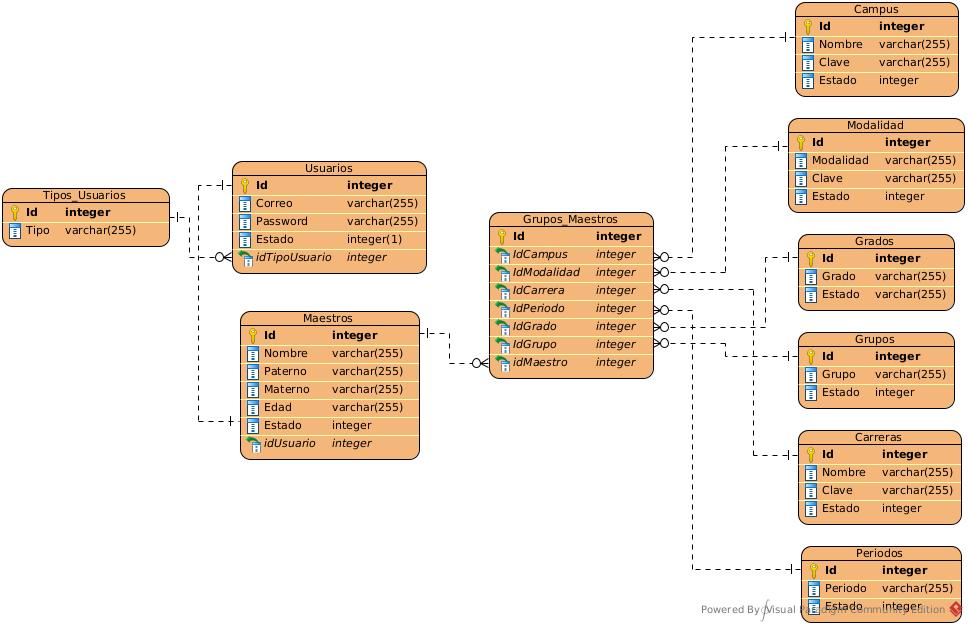 Tipos_Usuarios
Id integer
Tipo varchar(255)
Usuarios
Id integer
Correo varchar(255)
Password varchar(255)
Estado integer(1)
idTipoUsuario integer
Maestros
Id integer
Nombre varchar(255)
Paterno varchar(255)
Materno varchar(255)
Edad varchar(255)
Estado integer
idUsuario integer
Grupos_Maestros
Id integer
IdCampus integer
IdModalidad integer
IdCarrera integer
IdPeriodo integer
IdGrado integer
IdGrupo integer
idMaestro integer
Campus
Id integer
Nombre varchar(255)
Clave varchar(255)
Estado integer
Modalidad
Id integer
Modalidad varchar(255)
Clave varchar(255)
Estado integer
Grados
Id integer
Grado varchar(255)
Estado varchar(255)
Grupos
Id integer
Grupo varchar(255)
Estado integer
Carreras
Id integer
Nombre varchar(255)
Clave varchar(255)
Estado integer
Periodos
Id integer
Periodo varchar(255)
Estado integer
Powered By Visual Paradigm Community Edition